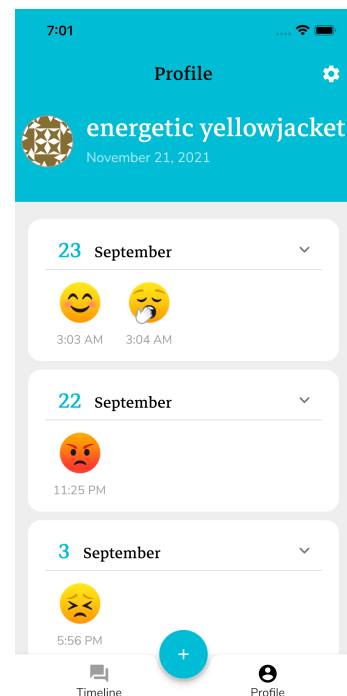 7:01
Profile
energetic yellowjacket
November 21, 2021
23 September
3:03 AM 3:04 AM
22 September
11:25 PM
3 September
5:56 PM
+
Timeline Profile